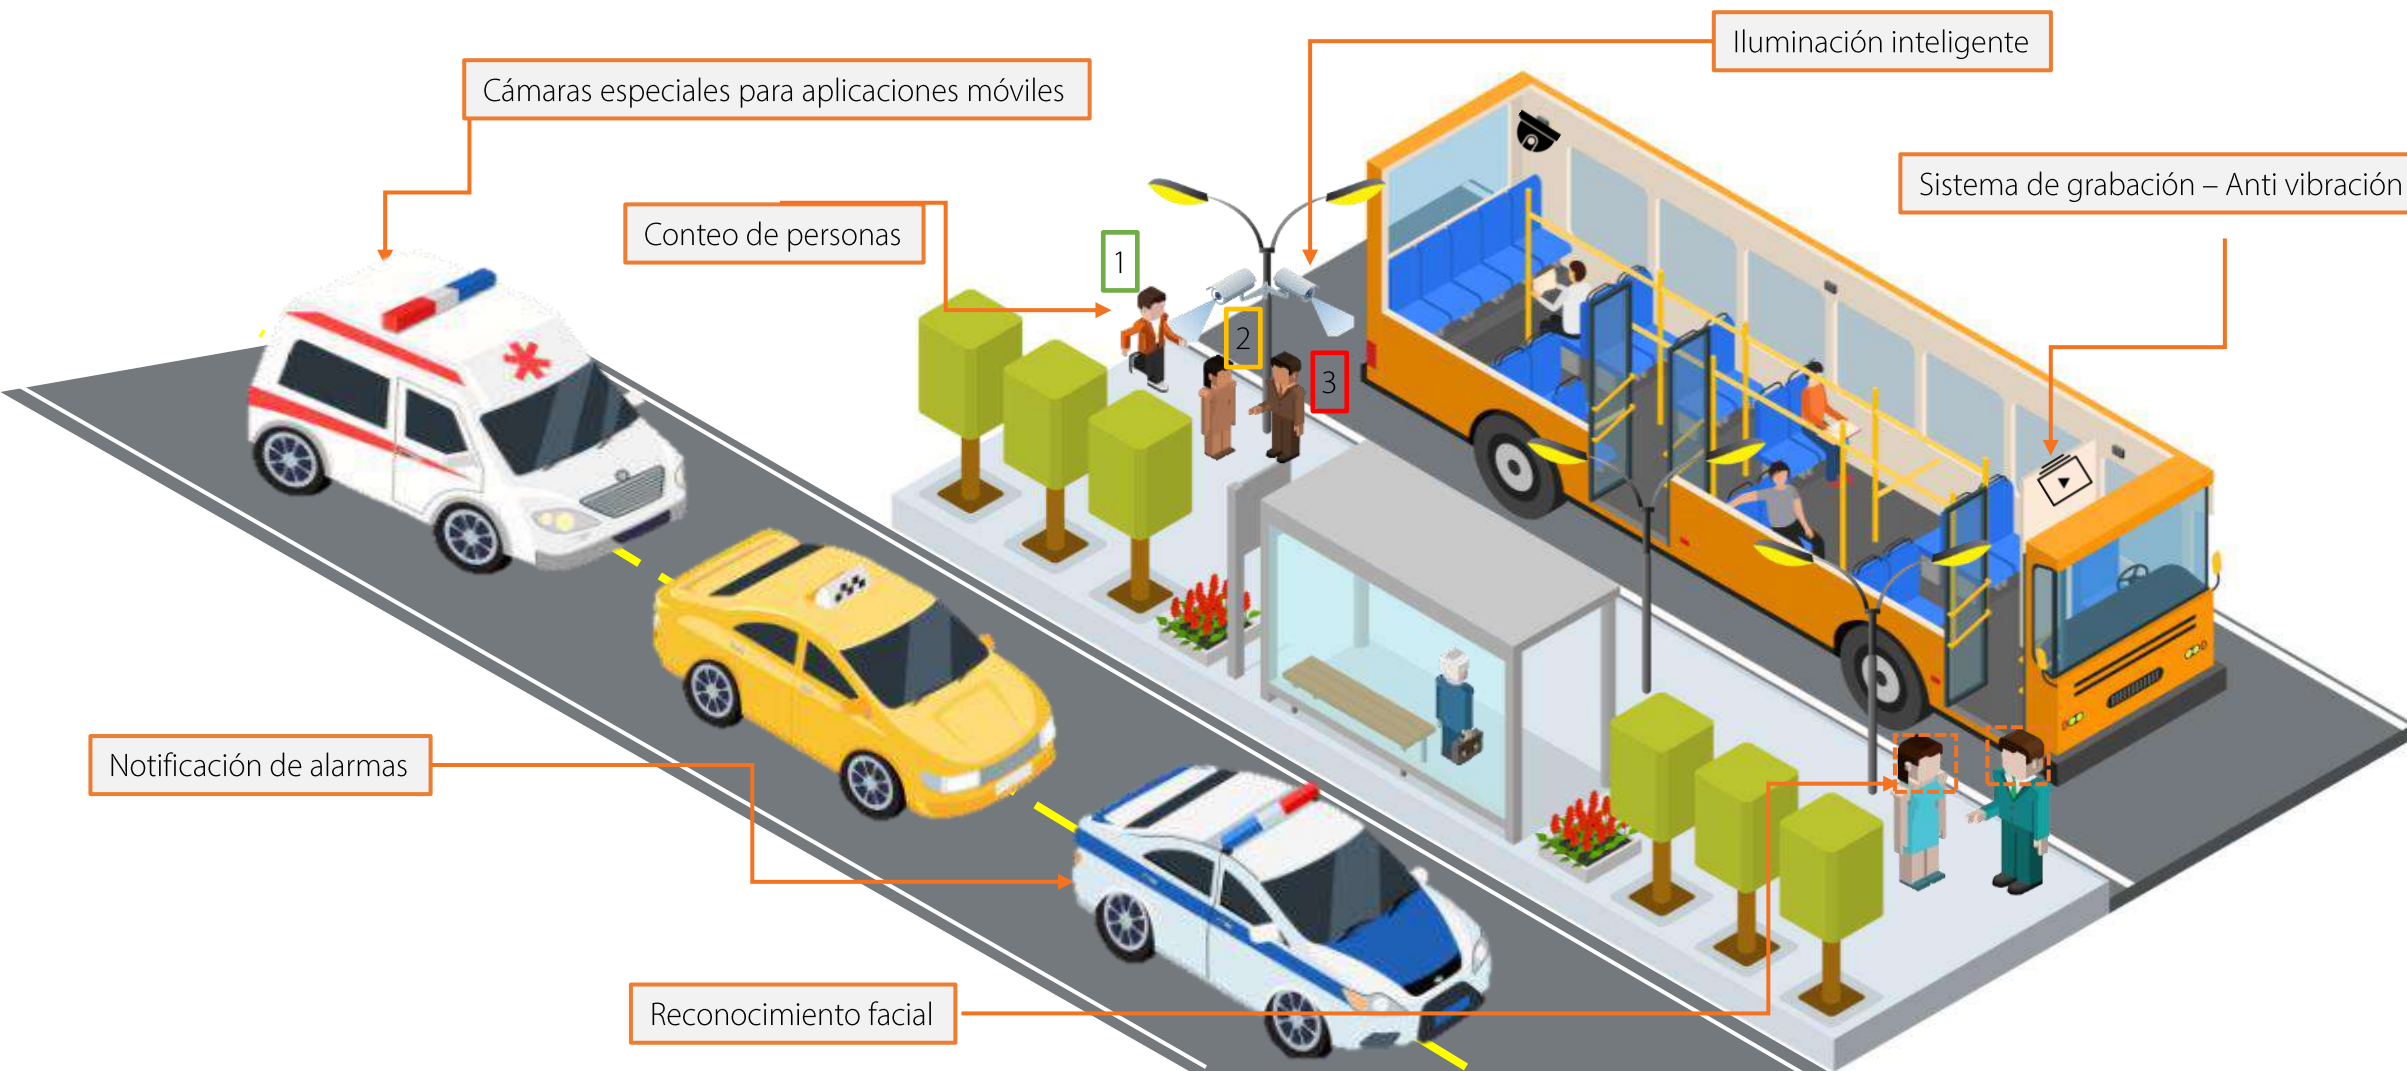 Iluminación inteligente
Cámaras especiales para aplicaciones móviles
Sistema de grabación – Anti vibración
Conteo de personas
1
2
3
Notificación de alarmas
Reconocimiento facial